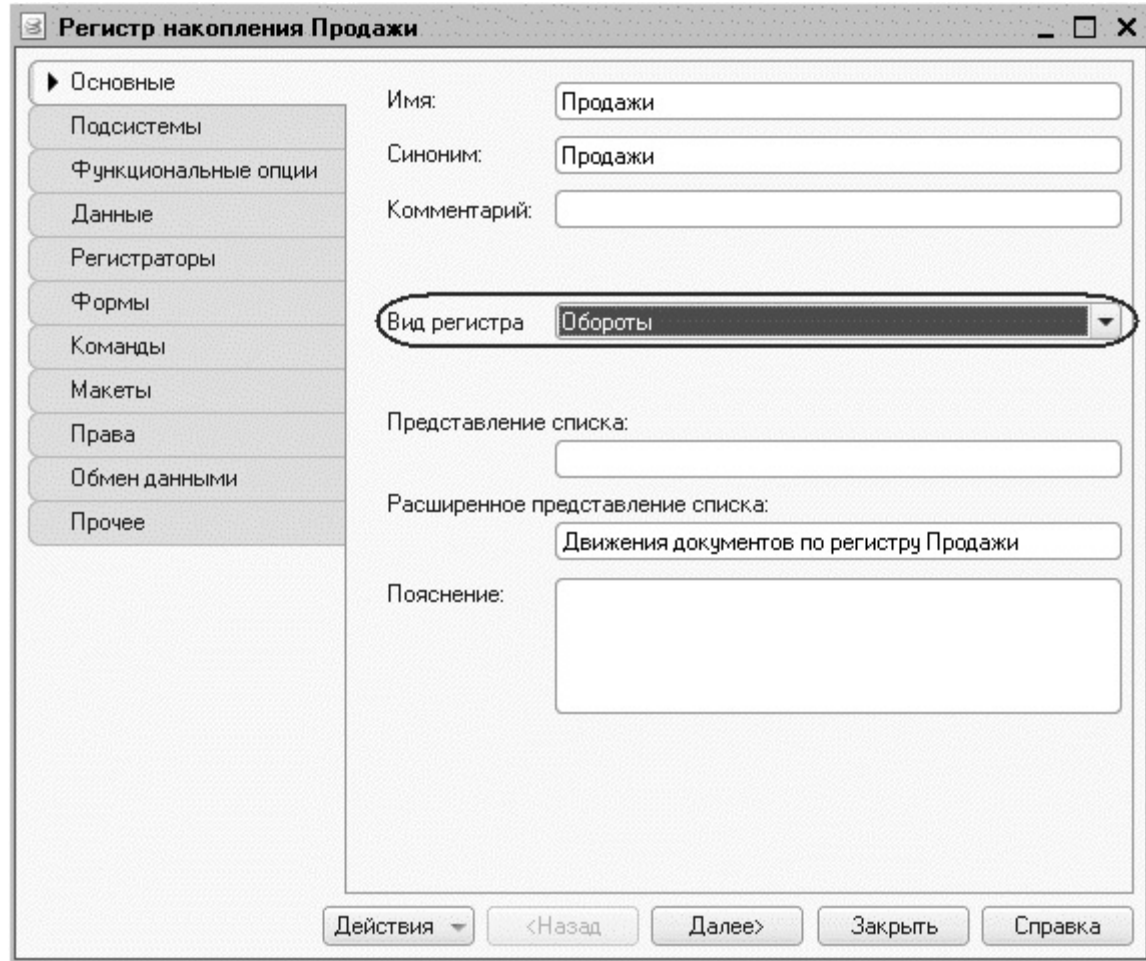 Регистр накопления Продажи
Основные
Подсистемы
Функциональные опции
Данные
Регистраторы
Формы
Команды
Макеты
Права
Обмен данными
Прочее
Имя: Продажи
Синоним: Продажи
Комментарий:
Вид регистра Обороты
Представление списка:
Расширенное представление списка:
Движения документов по регистру Продажи
Пояснение:
Действия <Назад Далее> Закрыть Справка